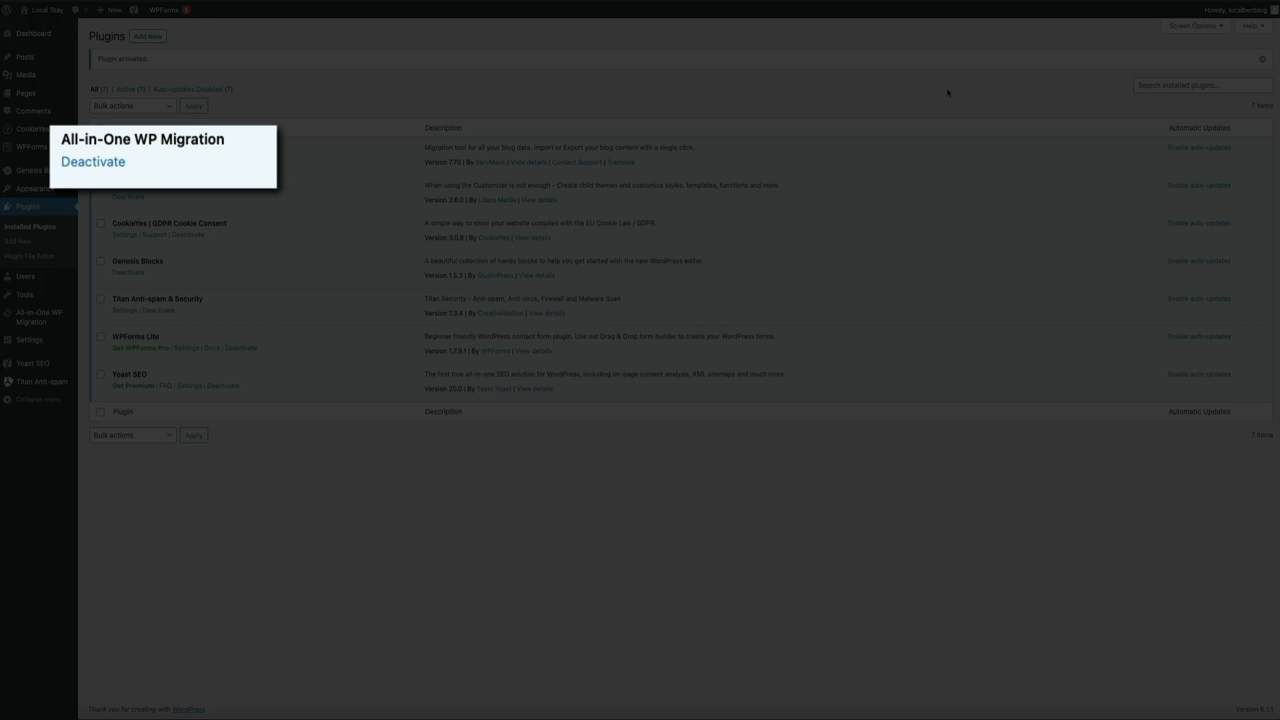 Local Stay
0
New
WPForms 5
Howdy, localbenblog
Dashboard
Posts
Media
Pages
Comments
CookieYes
WPForms
Genesis Bl
Appearance
Plugins
Installed Plugins
Add New
Plugin File Editor
Users
Tools
All-in-One WP
Migration
Settings
Yoast SEO
Titan Anti-spam
Collapse menu
Screen Options
Help
Plugins
Add New
Plugin activated.
All (7) | Active (7) | Auto-updates Disabled (7)
Search installed plugins...
Bulk actions
Apply
7 items
Description
Automatic Updates
All-in-One WP Migration
Deactivate
Migration tool for all your blog data. Import or Export your blog content with a single click.
Version 7.70 | By ServMask | View details | Contact Support | Translate
Enable auto-updates
Deactivate
When using the Customizer is not enough - Create child themes and customize styles, templates, functions and more.
Version 2.6.0 | By Lilaea Media | View details
Enable auto-updates
CookieYes | GDPR Cookie Consent
Settings | Support | Deactivate
A simple way to show your website complies with the EU Cookie Law / GDPR.
Version 3.0.8 | By CookieYes | View details
Enable auto-updates
Genesis Blocks
Deactivate
A beautiful collection of handy blocks to help you get started with the new WordPress editor.
Version 1.5.3 | By StudioPress | View details
Enable auto-updates
Titan Anti-spam & Security
Settings | Deactivate
Titan Security - Anti-spam, Anti-virus, Firewall and Malware Scan
Version 7.3.4 | By CreativeMotion | View details
Enable auto-updates
WPForms Lite
Get WPForms Pro | Settings | Docs | Deactivate
Beginner friendly WordPress contact form plugin. Use our Drag & Drop form builder to create your WordPress forms.
Version 1.7.9.1 | By WPForms | View details
Enable auto-updates
Yoast SEO
Get Premium | FAQ | Settings | Deactivate
The first true all-in-one SEO solution for WordPress, including on-page content analysis, XML sitemaps and much more.
Version 20.0 | By Team Yoast | View details
Enable auto-updates
Plugin
Description
Automatic Updates
Bulk actions
Apply
7 items
Thank you for creating with WordPress.
Version 6.1.1